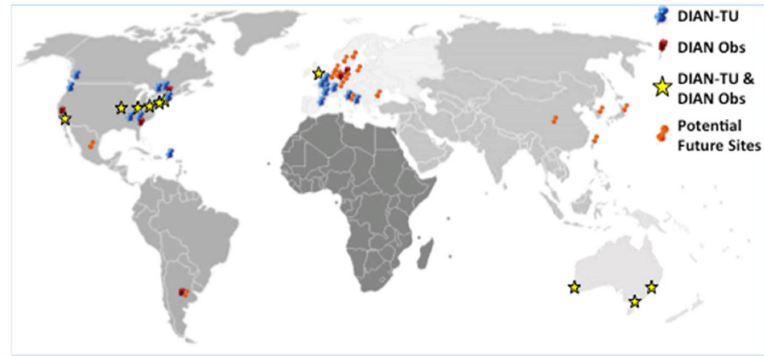 DIAN-TU
DIAN Obs
DIAN-TU &
DIAN Obs
Potential
Future Sites